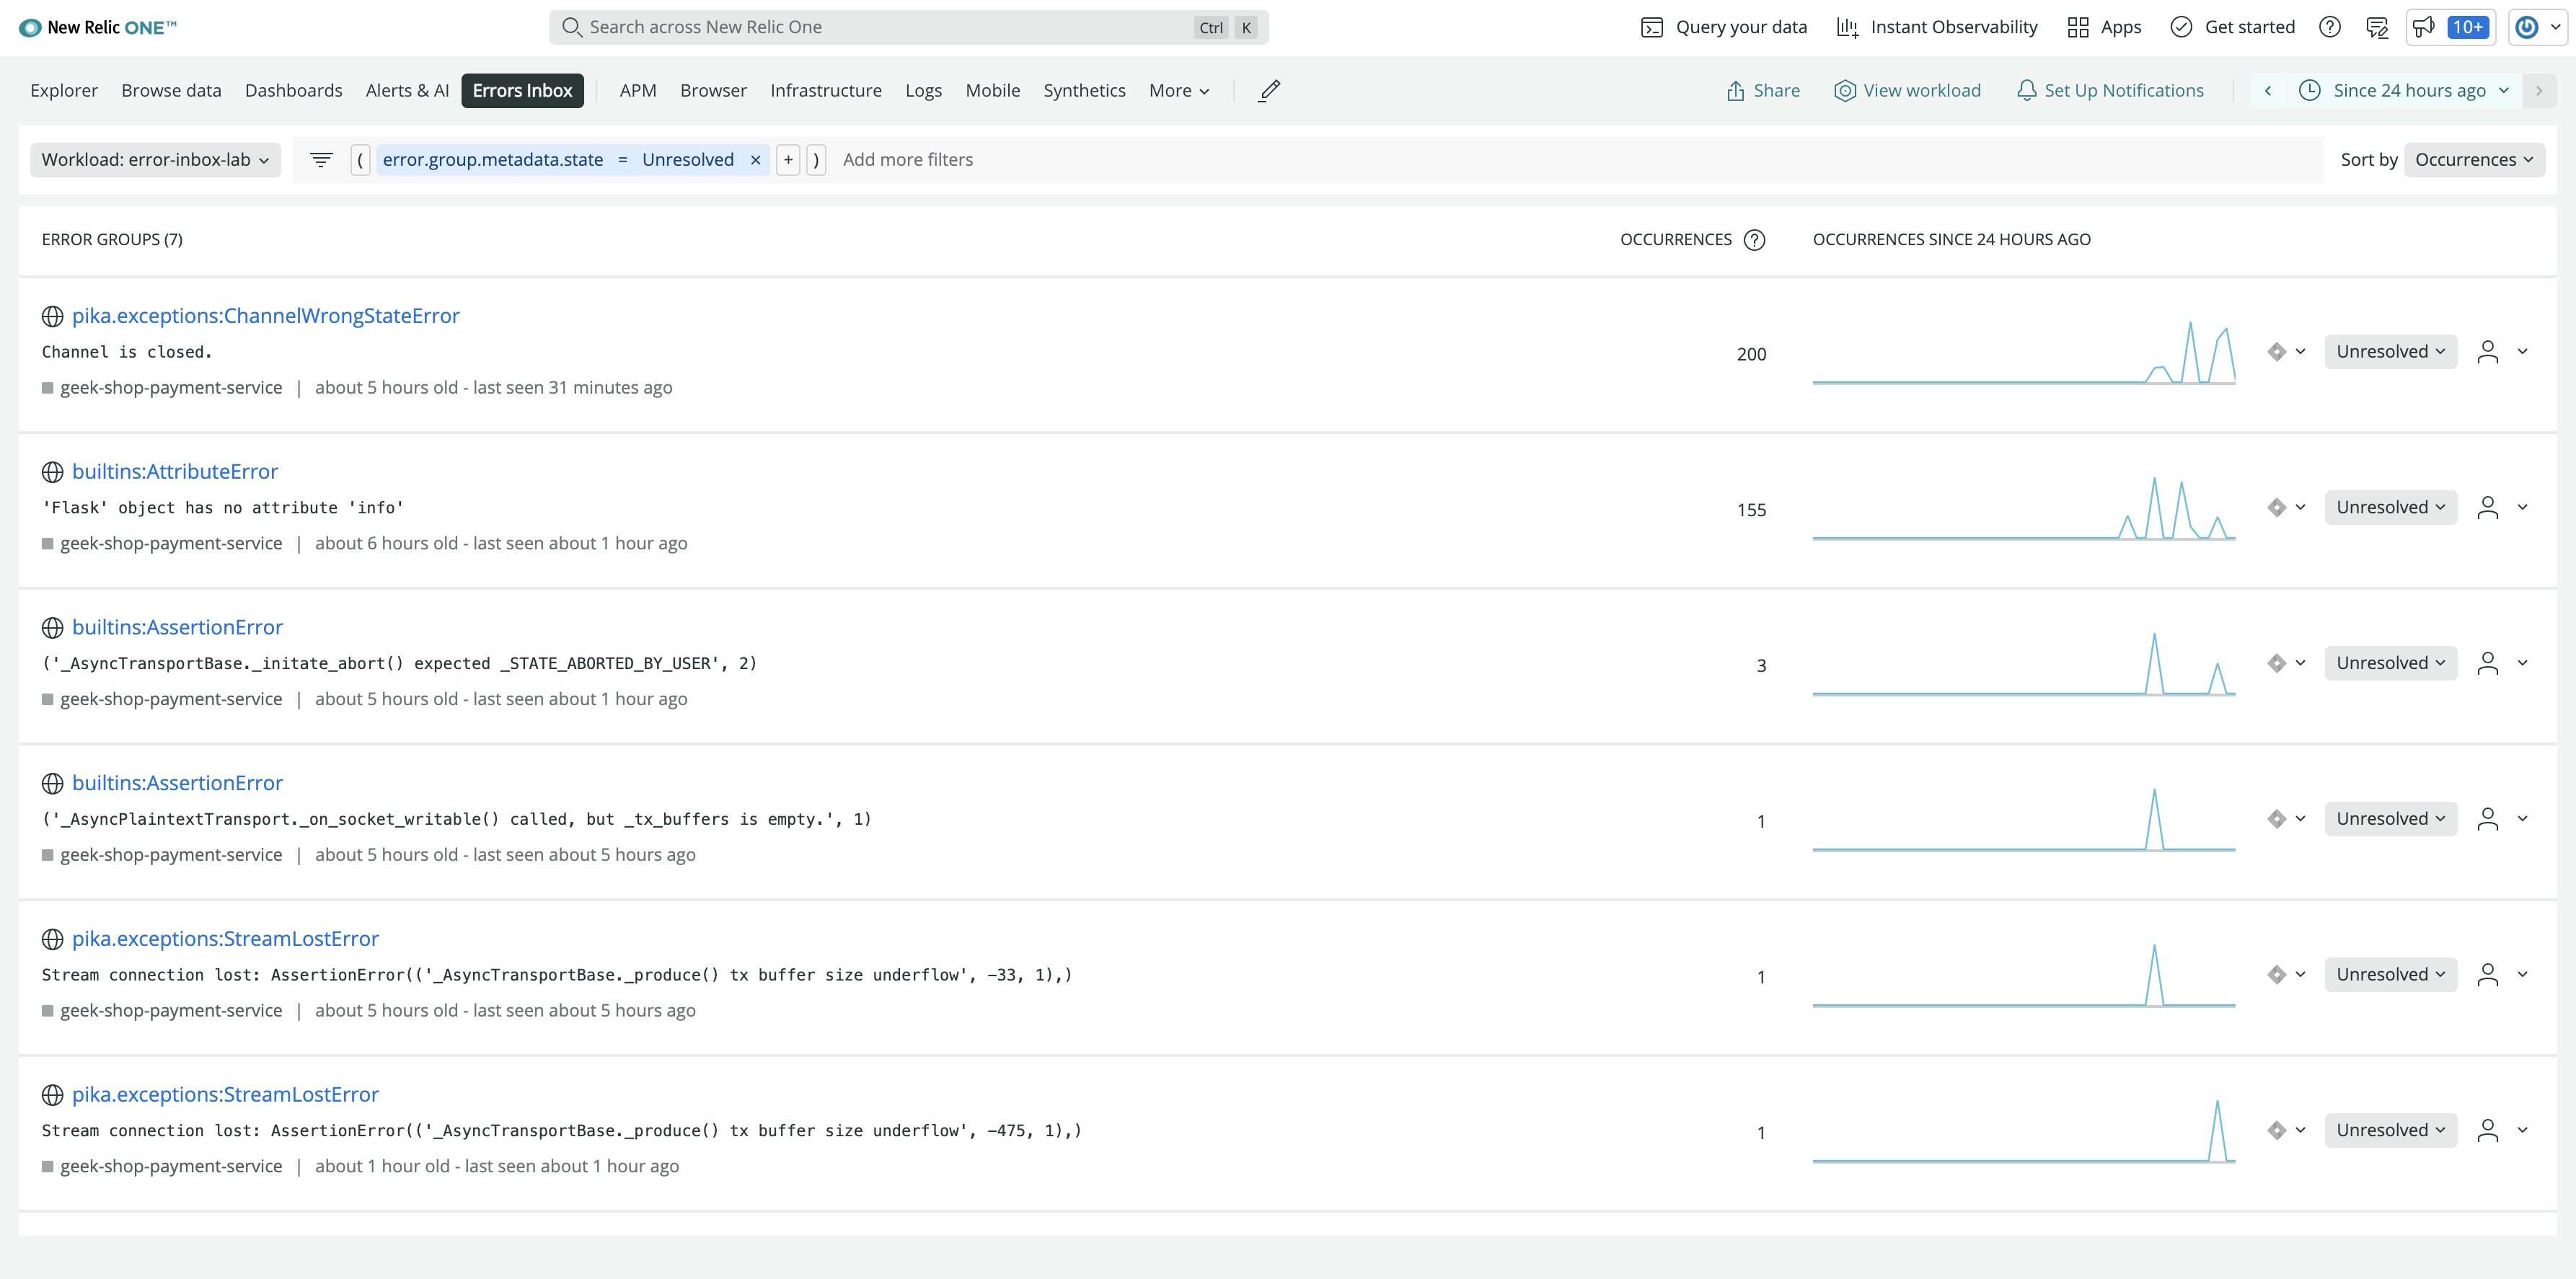 New Relic ONE™ Search across New Relic One Ctrl K Query your data Instant Observability Apps Get started 10+
Explorer Browse data Dashboards Alerts & AI Errors Inbox APM Browser Infrastructure Logs Mobile Synthetics More Share View workload Set Up Notifications Since 24 hours ago
Workload: error-inbox-lab ( error.group.metadata.state = Unresolved × + ) Add more filters Sort by Occurrences
ERROR GROUPS (7) OCCURRENCES ? OCCURRENCES SINCE 24 HOURS AGO
pika.exceptions:ChannelWrongStateError
Channel is closed. 200 Unresolved
geek-shop-payment-service | about 5 hours old - last seen 31 minutes ago
builtins:AttributeError
'Flask' object has no attribute 'info' 155 Unresolved
geek-shop-payment-service | about 6 hours old - last seen about 1 hour ago
builtins:AssertionError
('_AsyncTransportBase._initate_abort() expected _STATE_ABORTED_BY_USER', 2) 3 Unresolved
geek-shop-payment-service | about 5 hours old - last seen about 1 hour ago
builtins:AssertionError
('_AsyncPlaintextTransport._on_socket_writable() called, but _tx_buffers is empty.', 1) 1 Unresolved
geek-shop-payment-service | about 5 hours old - last seen about 5 hours ago
pika.exceptions:StreamLostError
Stream connection lost: AssertionError(('_AsyncTransportBase._produce() tx buffer size underflow', -33, 1),) 1 Unresolved
geek-shop-payment-service | about 5 hours old - last seen about 5 hours ago
pika.exceptions:StreamLostError
Stream connection lost: AssertionError(('_AsyncTransportBase._produce() tx buffer size underflow', -475, 1),) 1 Unresolved
geek-shop-payment-service | about 1 hour old - last seen about 1 hour ago